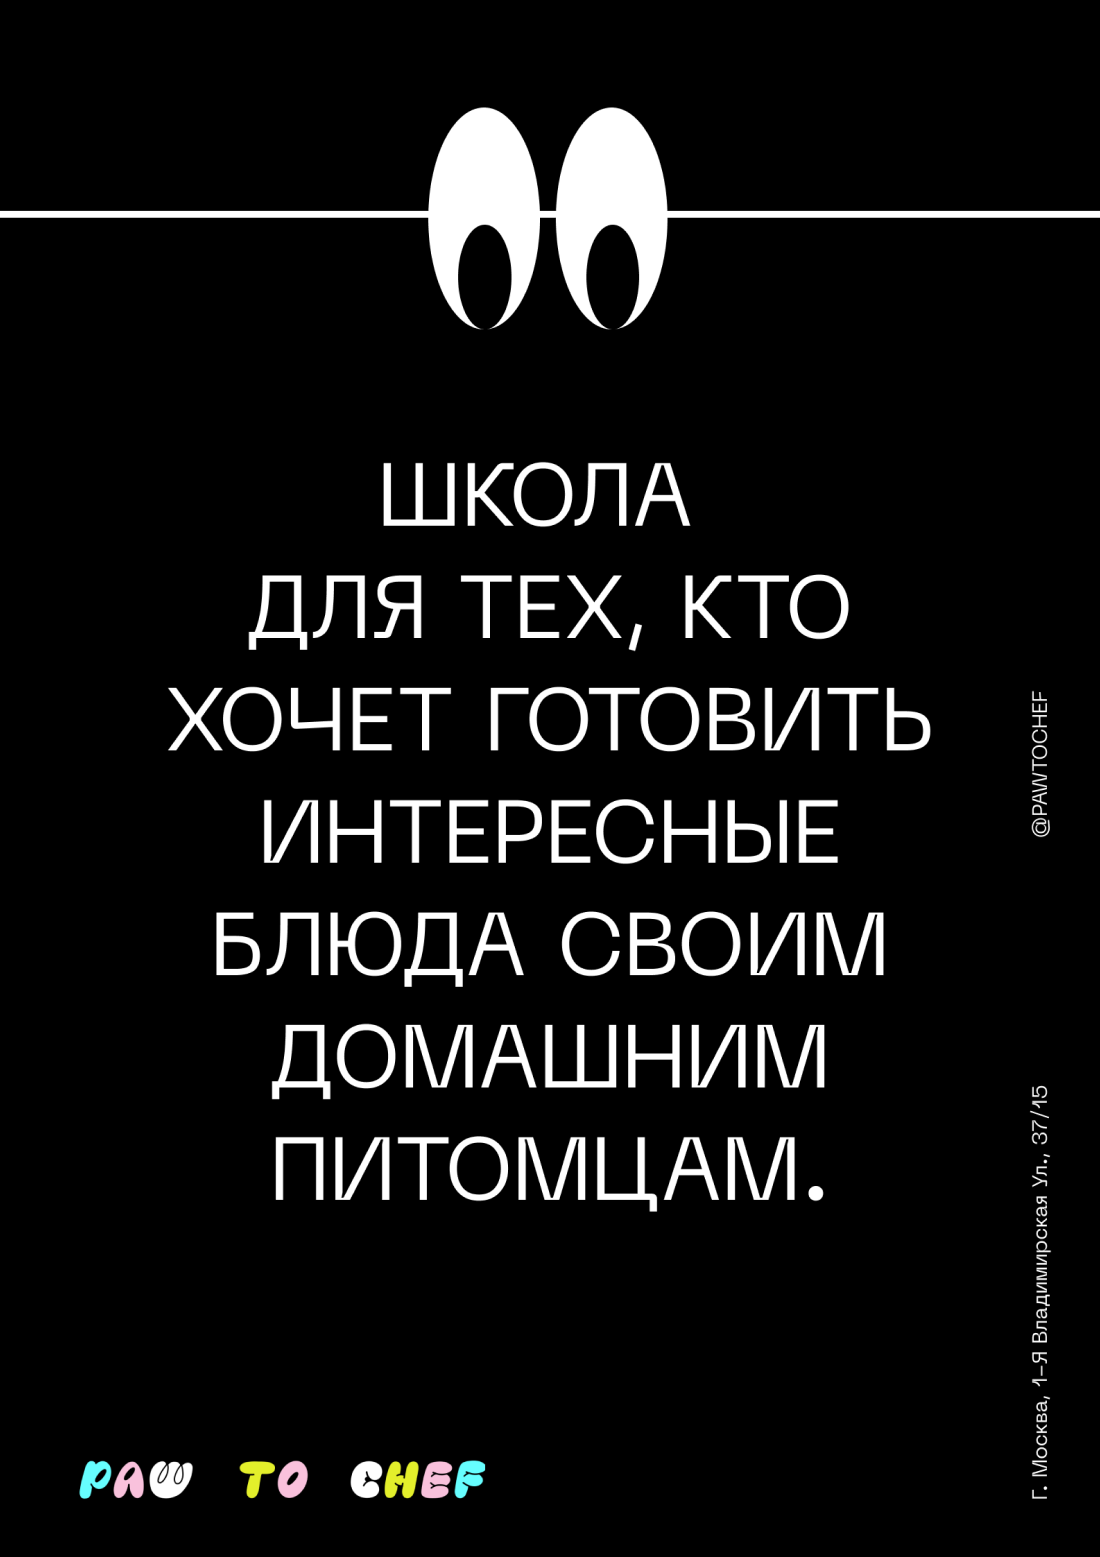 ШКОЛА
ДЛЯ ТЕХ, КТО
ХОЧЕТ ГОТОВИТЬ
ИНТЕРЕСНЫЕ
БЛЮДА СВОИМ
ДОМАШНИМ
ПИТОМЦАМ.
@PAWTOCHEF
Г. Москва, 1-Я Владимирская Ул., 37/15
PAW TO CHEF